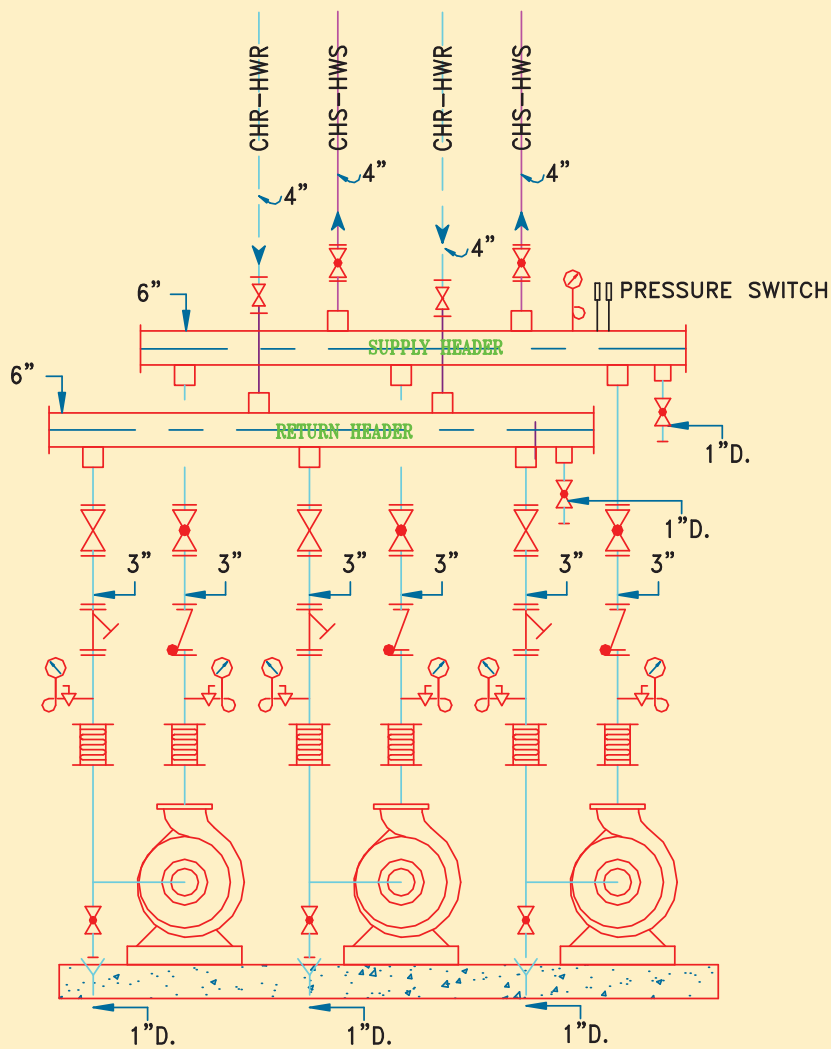 CHR-HWR
CHS-HWS
CHR-HWR
CHS-HWS
4”
4”
4”
4”
6”
PRESSURE SWITCH
SUPPLY HEADER
6”
RETURN HEADER
1”D.
1”D.
3”
3”
3”
3”
3”
3”
1”D.
1”D.
1”D.